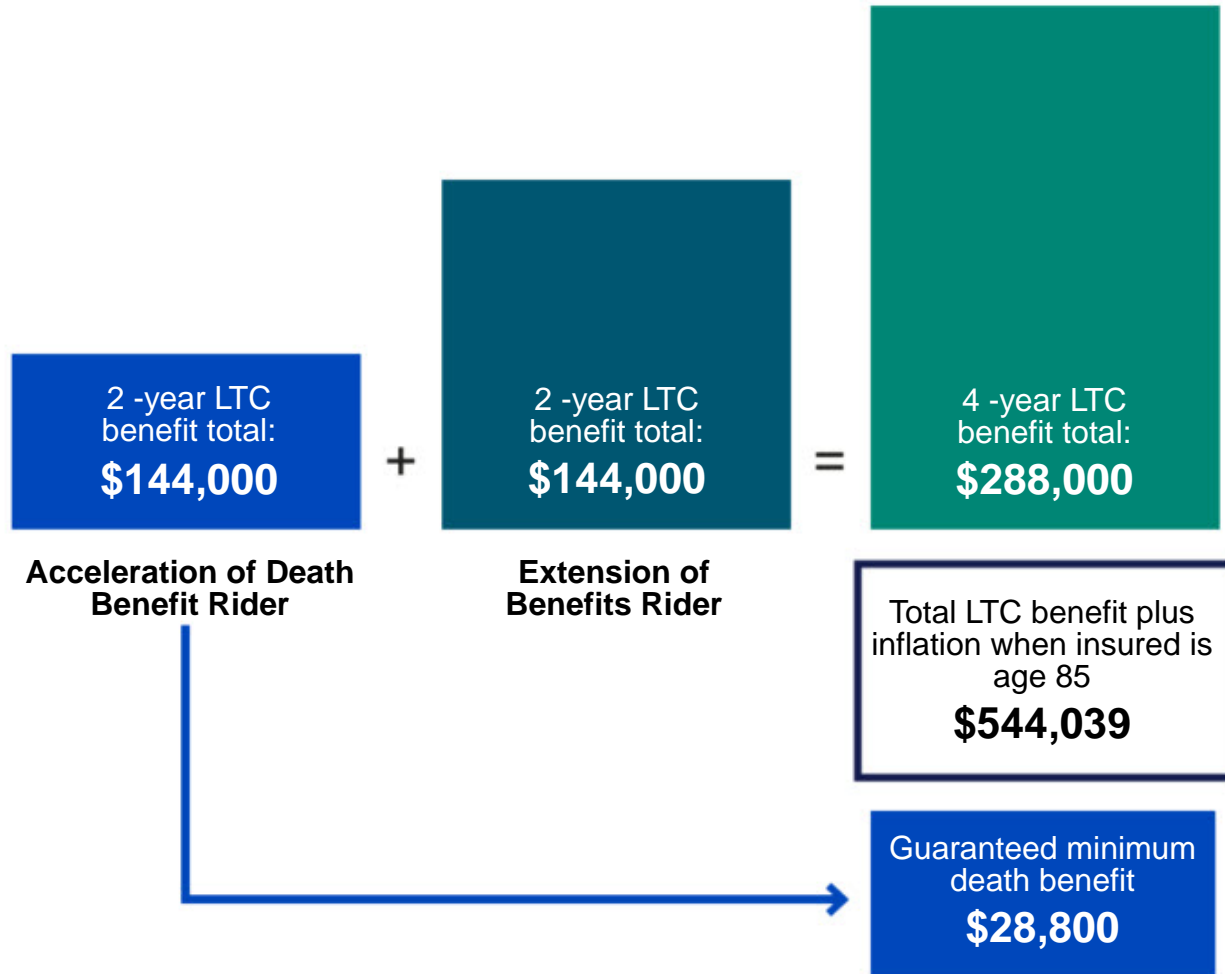 2 -year LTC
benefit total:
$144,000
+
2 -year LTC
benefit total:
$144,000
=
4 -year LTC
benefit total:
$288,000
Acceleration of Death
Benefit Rider
Extension of
Benefits Rider
Total LTC benefit plus
inflation when insured is
age 85
$544,039
Guaranteed minimum
death benefit
$28,800